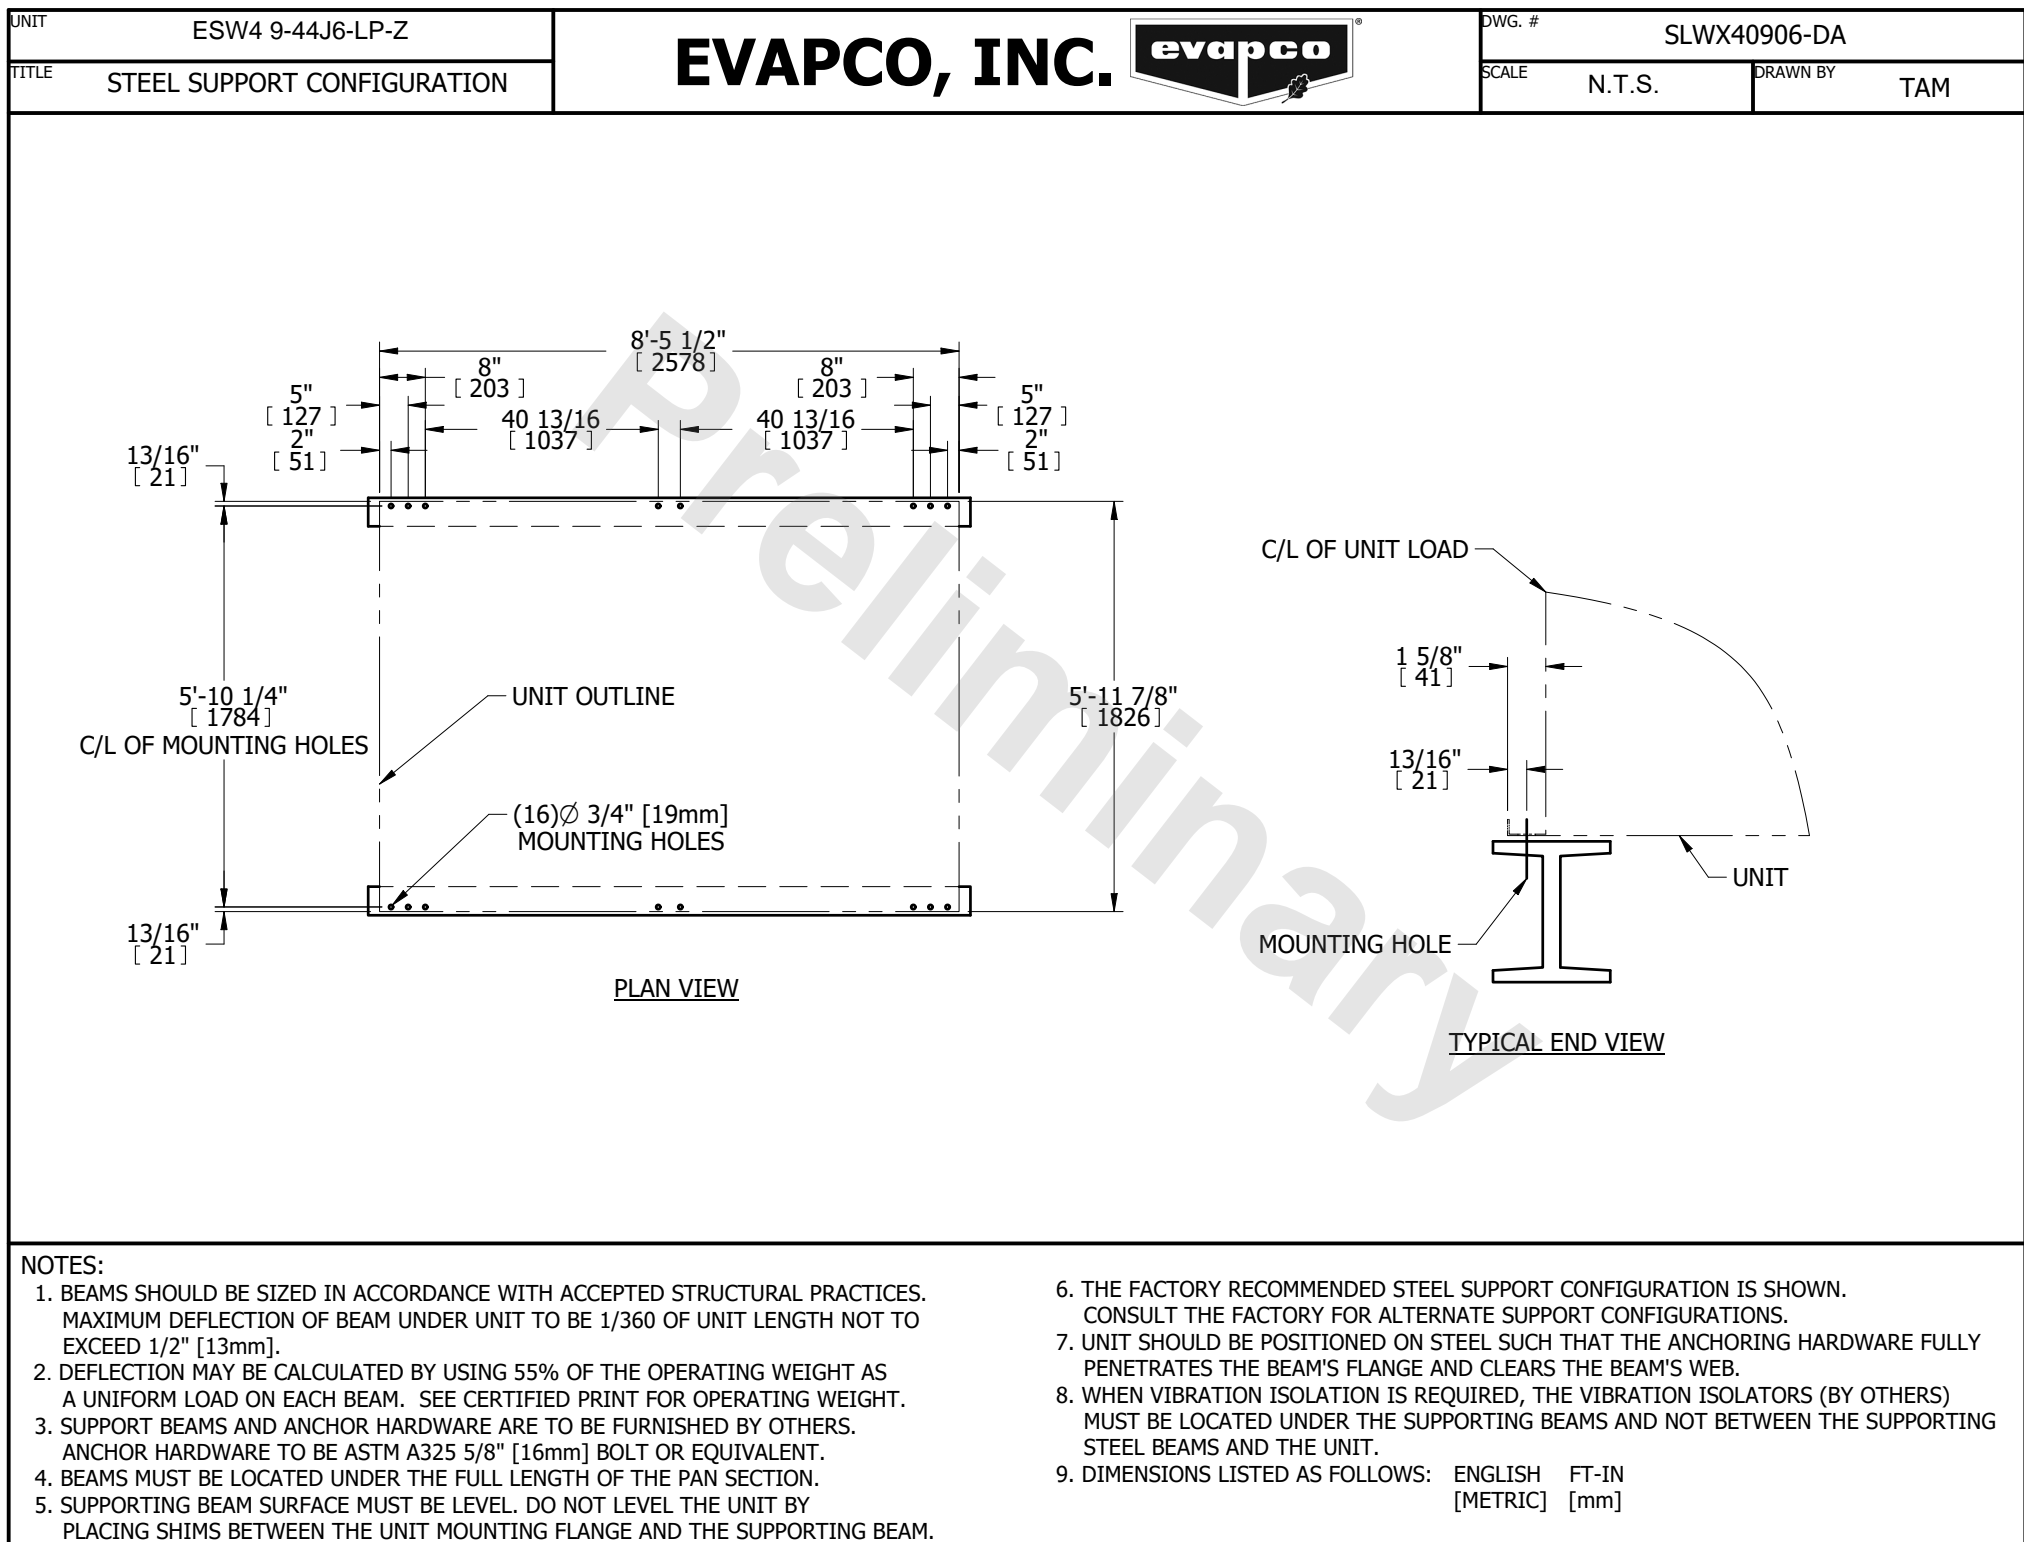 UNIT
ESW4 9-44J6-LP-Z
TITLE
STEEL SUPPORT CONFIGURATION
EVAPCO, INC.
evapco
®
DWG. #
SLWX40906-DA
SCALE
N.T.S.
DRAWN BY
TAM
8'-5 1/2"
[ 2578]
8"
[ 203 ]
8"
[ 203 ]
5"
[ 127 ]
5"
[ 127 ]
40 13/16
[ 1037 ]
40 13/16
[ 1037 ]
2"
[ 51]
2"
[ 51]
13/16"
[ 21]
5'-10 1/4"
[ 1784]
C/L OF MOUNTING HOLES
UNIT OUTLINE
5'-11 7/8"
[ 1826]
(16)∅ 3/4" [19mm]
MOUNTING HOLES
13/16"
[ 21]
PLAN VIEW
C/L OF UNIT LOAD
1 5/8"
[ 41]
13/16"
[ 21]
UNIT
MOUNTING HOLE
TYPICAL END VIEW
Preliminary
NOTES:
1. BEAMS SHOULD BE SIZED IN ACCORDANCE WITH ACCEPTED STRUCTURAL PRACTICES.
MAXIMUM DEFLECTION OF BEAM UNDER UNIT TO BE 1/360 OF UNIT LENGTH NOT TO
EXCEED 1/2" [13mm].
2. DEFLECTION MAY BE CALCULATED BY USING 55% OF THE OPERATING WEIGHT AS
A UNIFORM LOAD ON EACH BEAM. SEE CERTIFIED PRINT FOR OPERATING WEIGHT.
3. SUPPORT BEAMS AND ANCHOR HARDWARE ARE TO BE FURNISHED BY OTHERS.
ANCHOR HARDWARE TO BE ASTM A325 5/8" [16mm] BOLT OR EQUIVALENT.
4. BEAMS MUST BE LOCATED UNDER THE FULL LENGTH OF THE PAN SECTION.
5. SUPPORTING BEAM SURFACE MUST BE LEVEL. DO NOT LEVEL THE UNIT BY
PLACING SHIMS BETWEEN THE UNIT MOUNTING FLANGE AND THE SUPPORTING BEAM.
6. THE FACTORY RECOMMENDED STEEL SUPPORT CONFIGURATION IS SHOWN.
CONSULT THE FACTORY FOR ALTERNATE SUPPORT CONFIGURATIONS.
7. UNIT SHOULD BE POSITIONED ON STEEL SUCH THAT THE ANCHORING HARDWARE FULLY
PENETRATES THE BEAM'S FLANGE AND CLEARS THE BEAM'S WEB.
8. WHEN VIBRATION ISOLATION IS REQUIRED, THE VIBRATION ISOLATORS (BY OTHERS)
MUST BE LOCATED UNDER THE SUPPORTING BEAMS AND NOT BETWEEN THE SUPPORTING
STEEL BEAMS AND THE UNIT.
9. DIMENSIONS LISTED AS FOLLOWS: ENGLISH FT-IN
[METRIC] [mm]